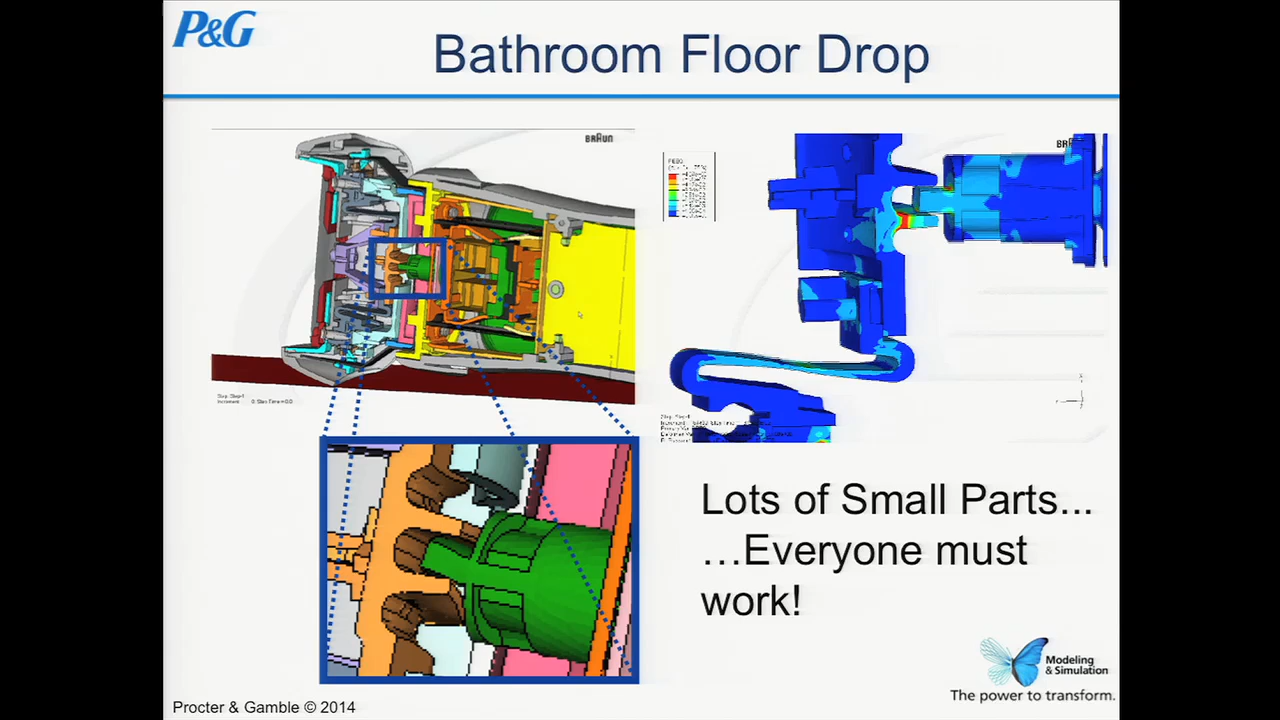 P&G
Bathroom Floor Drop
BRAUN
Lots of Small Parts...
…Everyone must
work!
Modeling
& Simulation
The power to transform.
Procter & Gamble © 2014